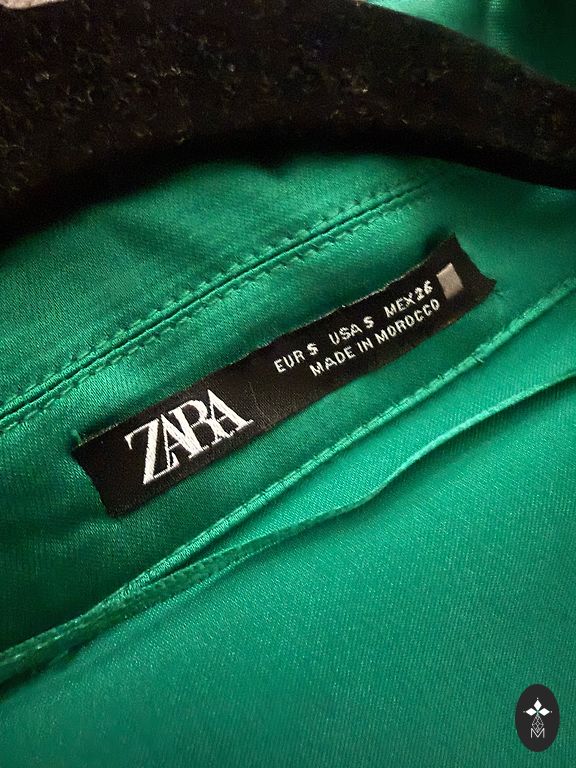 ZARA
EUR S USA S MEX 26
MADE IN MOROCCO
M